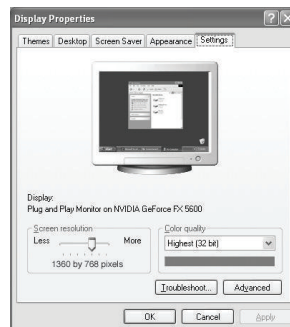 Display Properties
Themes Desktop Screen Saver Appearance Settings
Display:
Plug and Play Monitor on NVIDIA GeForce FX 5600
Screen resolution
Less More
1360 by 768 pixels
Color quality
Highest (32 bit)
Troubleshoot... Advanced
OK Cancel Apply